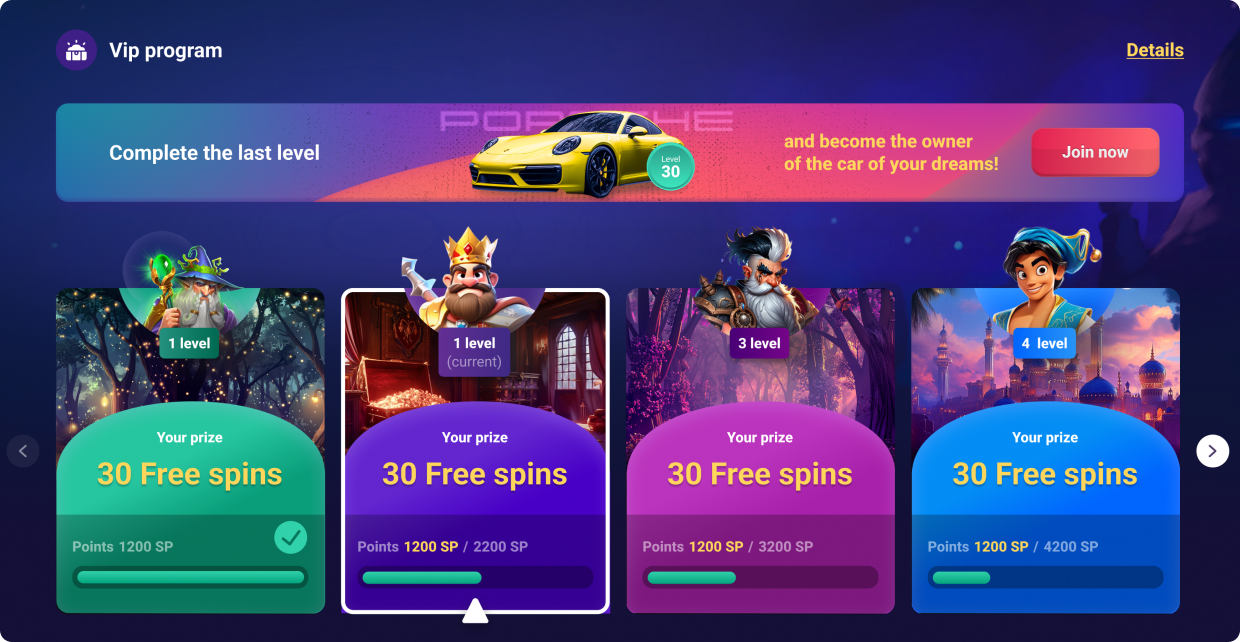 Vip program
Details
PORSCHE
Complete the last level
Level
30
and become the owner
of the car of your dreams!
Join now
1 level
Your prize
30 Free spins
Points 1200 SP
1 level
(current)
Your prize
30 Free spins
Points 1200 SP / 2200 SP
3 level
Your prize
30 Free spins
Points 1200 SP / 3200 SP
4 level
Your prize
30 Free spins
Points 1200 SP / 4200 SP